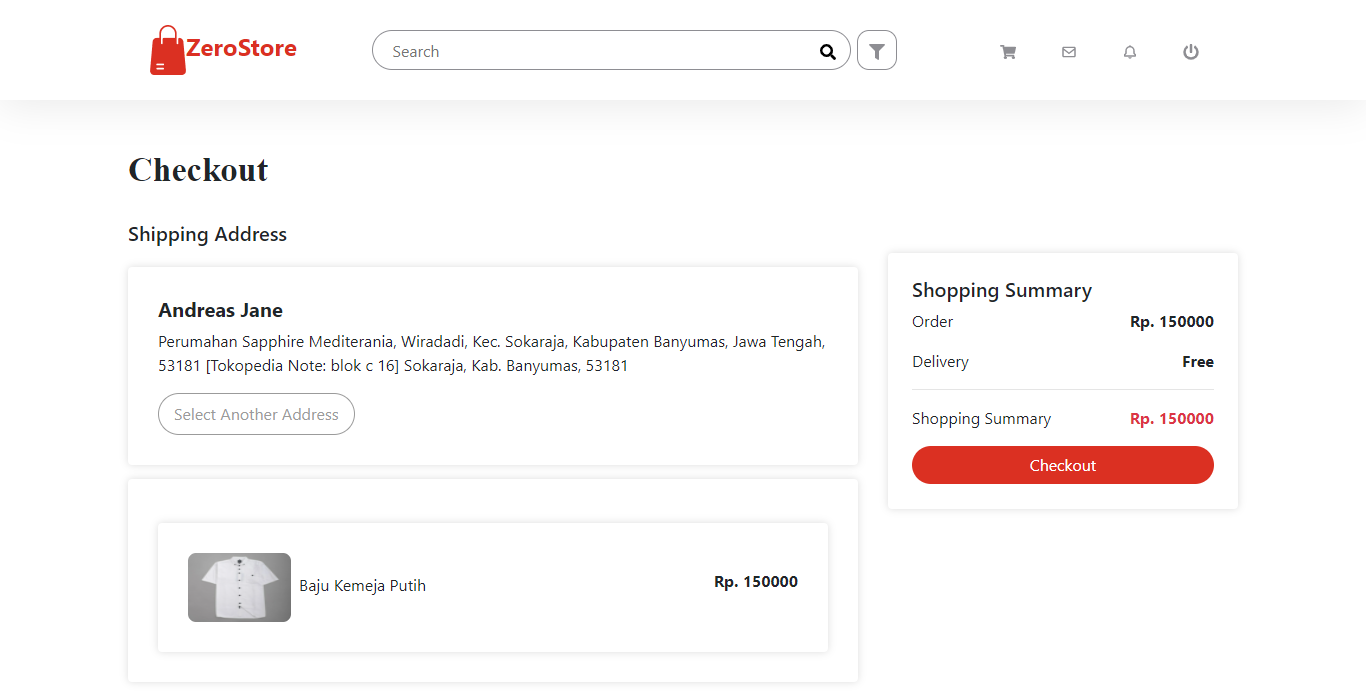 ZeroStore
Search
Checkout
Shipping Address
Andreas Jane
Perumahan Sapphire Mediterania, Wiradadi, Kec. Sokaraja, Kabupaten Banyumas, Jawa Tengah,
53181 [Tokopedia Note: blok c 16] Sokaraja, Kab. Banyumas, 53181
Select Another Address
Baju Kemeja Putih Rp. 150000
Shopping Summary
Order Rp. 150000
Delivery Free
Shopping Summary Rp. 150000
Checkout